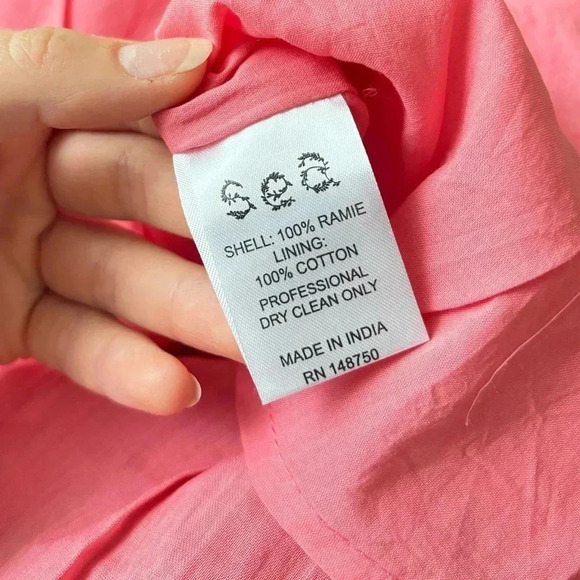 Sea
SHELL: 100% RAMIE
LINING:
100% COTTON
PROFESSIONAL
DRY CLEAN ONLY
MADE IN INDIA
RN 148750